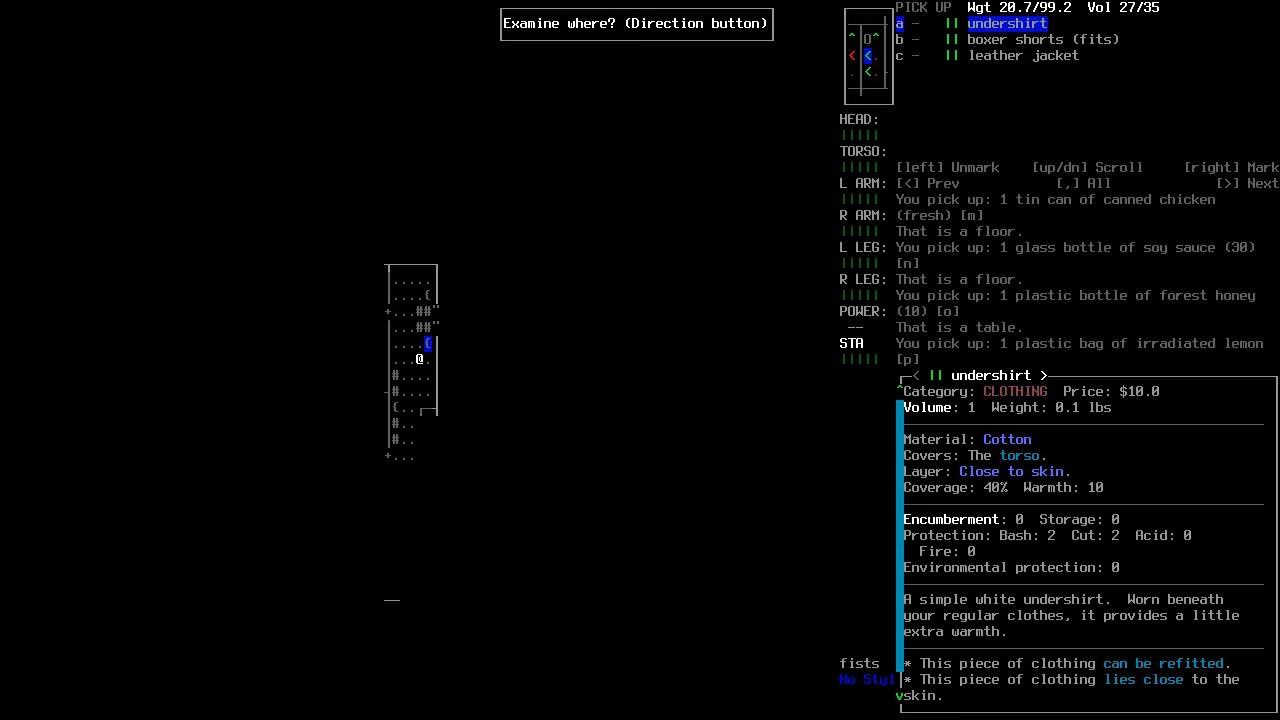 Examine where? (Direction button)
PICK UP  Wgt 20.7/99.2  Vol 27/35
a -   || undershirt
b -   || boxer shorts (fits)
c -   || leather jacket
HEAD:
|||||
TORSO:
||||| [left] Unmark    [up/dn] Scroll    [right] Mark
L ARM: [<] Prev    [,] All    [>] Next
||||| You pick up: 1 tin can of canned chicken
R ARM: (fresh) [m]
||||| That is a floor.
L LEG: You pick up: 1 glass bottle of soy sauce (30)
||||| [n]
R LEG: That is a floor.
||||| You pick up: 1 plastic bottle of forest honey
POWER: (10) [o]
-- That is a table.
STA You pick up: 1 plastic bag of irradiated lemon
||||| [p]
< || undershirt >
Category: CLOTHING  Price: $10.0
Volume: 1  Weight: 0.1 lbs
Material: Cotton
Covers: The torso.
Layer: Close to skin.
Coverage: 40%  Warmth: 10
Encumberment: 0  Storage: 0
Protection: Bash: 2  Cut: 2  Acid: 0
Fire: 0
Environmental protection: 0
A simple white undershirt.  Worn beneath
your regular clothes, it provides a little
extra warmth.
fists * This piece of clothing can be refitted.
No Styl * This piece of clothing lies close to the
skin.